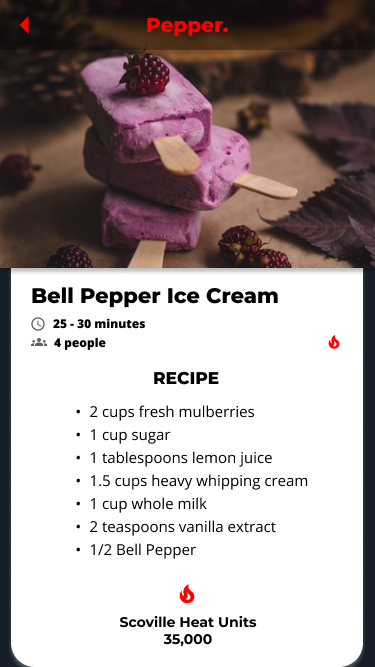 Pepper.
Bell Pepper Ice Cream
25 - 30 minutes
4 people
RECIPE
• 2 cups fresh mulberries
• 1 cup sugar
• 1 tablespoons lemon juice
• 1.5 cups heavy whipping cream
• 1 cup whole milk
• 2 teaspoons vanilla extract
• 1/2 Bell Pepper
Scoville Heat Units
35,000